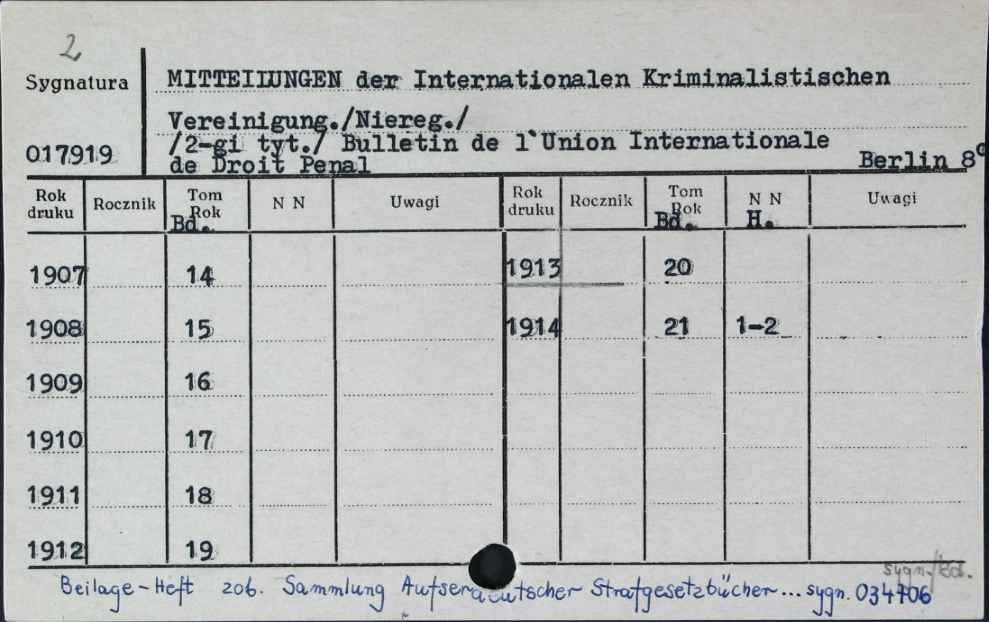 2
Sygnatura
MITTEILUNGEN der Internationalen Kriminalistischen
Vereinigung./Niereg./
/2-gi tyt./ Bulletin de l`Union Internationale
017919
de Droit Penal
Berlin 8°
Rok druku Rocznik Tom Rok Bd. N N Uwagi Rok druku Rocznik Tom Rok Bd. N N H. Uwagi
1907 14 1913 20
1908 15 1914 21 1-2
1909 16
1910 17
1911 18
1912 19
sygn./Bd.
Beilage-Heft 206. Sammlung Aufserdeutscher Strafgesetzbücher... sygn. 034706